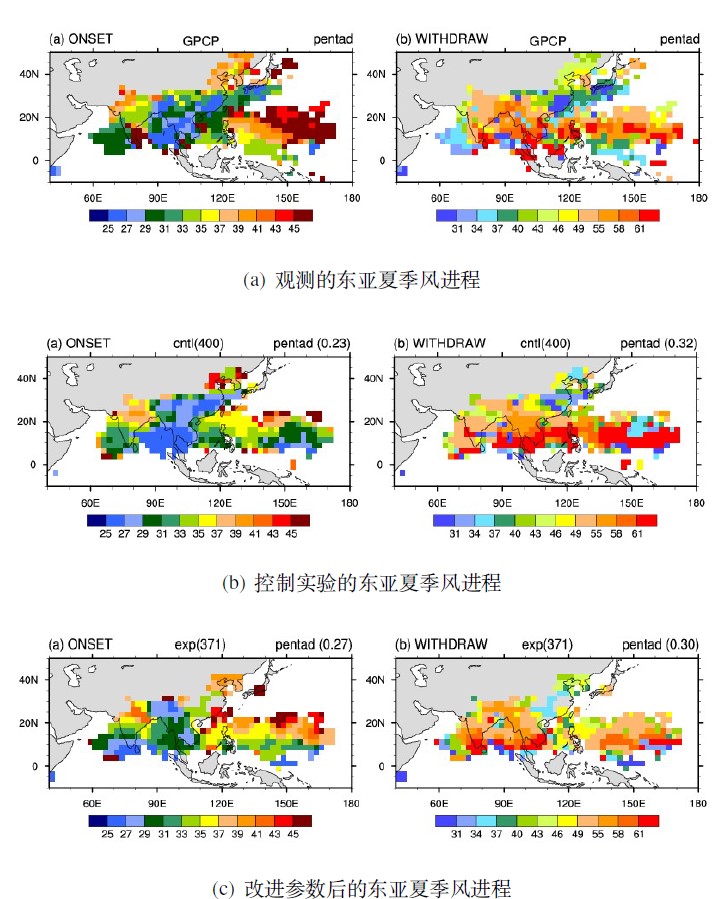 (a) ONSET GPCP pentad (b) WITHDRAW GPCP pentad
40N 40N
20N 20N
0 0
60E 90E 120E 150E 180 60E 90E 120E 150E 180
25 27 29 31 33 35 37 39 41 43 45 31 34 37 40 43 46 49 55 58 61
(a) 观测的东亚夏季风进程
(a) ONSET cntl(400) pentad (0.23) (b) WITHDRAW cntl(400) pentad (0.32)
40N 40N
20N 20N
0 0
60E 90E 120E 150E 180 60E 90E 120E 150E 180
25 27 29 31 33 35 37 39 41 43 45 31 34 37 40 43 46 49 55 58 61
(b) 控制实验的东亚夏季风进程
(a) ONSET exp(371) pentad (0.27) (b) WITHDRAW exp(371) pentad (0.30)
40N 40N
20N 20N
0 0
60E 90E 120E 150E 180 60E 90E 120E 150E 180
25 27 29 31 33 35 37 39 41 43 45 31 34 37 40 43 46 49 55 58 61
(c) 改进参数后的东亚夏季风进程